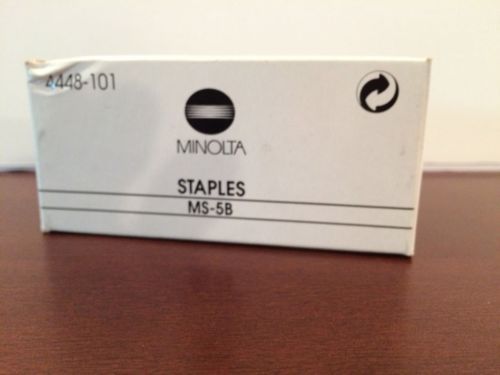 4448-101
MINOLTA
STAPLES
MS-5B